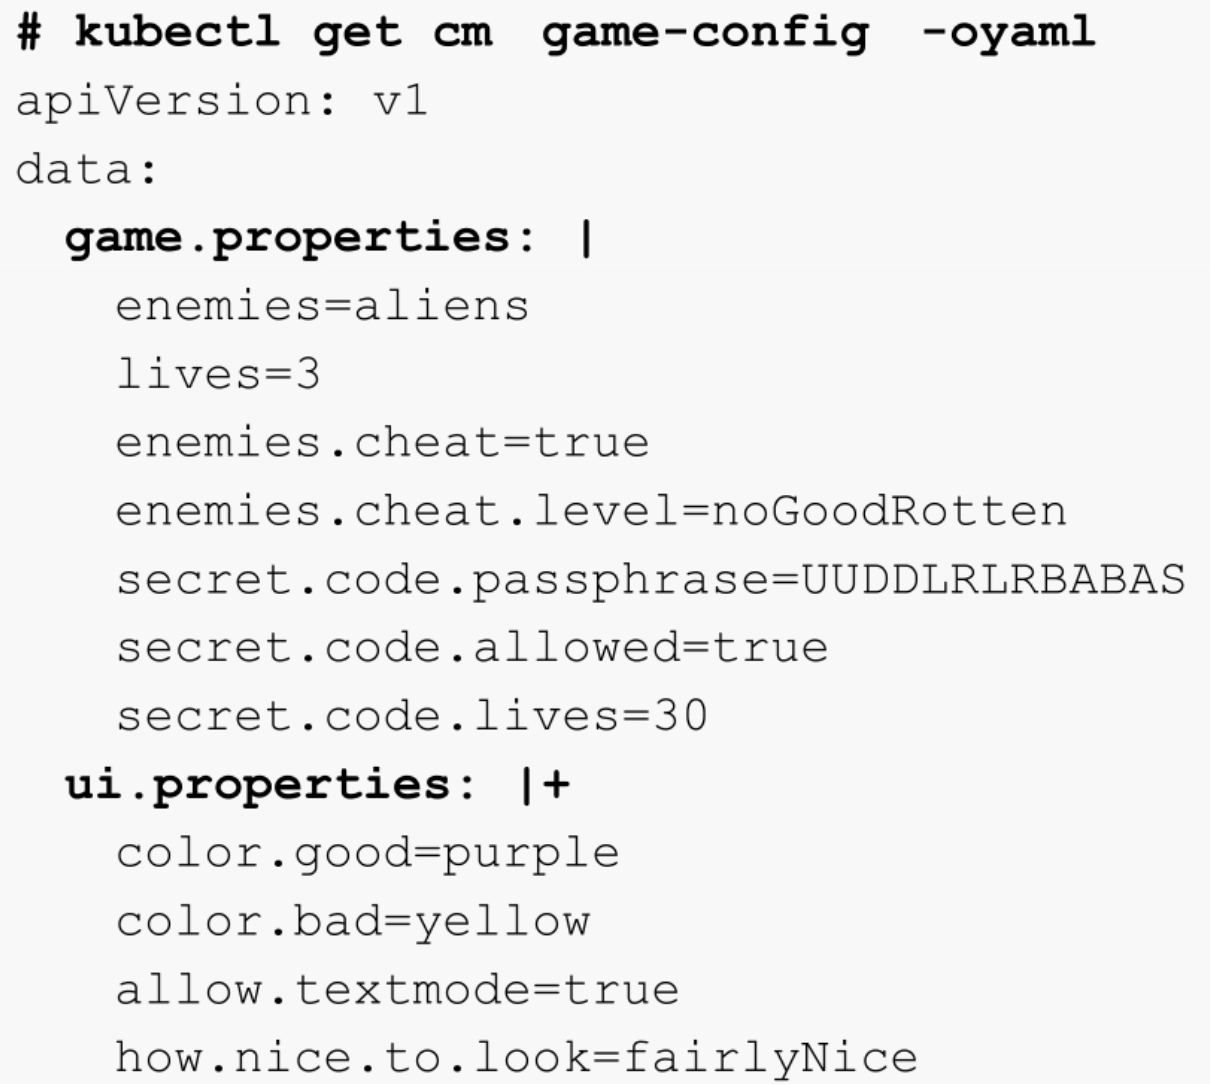 # kubectl get cm  game-config  -oyaml
apiVersion: v1
data:
  game.properties: |
    enemies=aliens
    lives=3
    enemies.cheat=true
    enemies.cheat.level=noGoodRotten
    secret.code.passphrase=UUDDLRLRBABAS
    secret.code.allowed=true
    secret.code.lives=30
  ui.properties: |+
    color.good=purple
    color.bad=yellow
    allow.textmode=true
    how.nice.to.look=fairlyNice